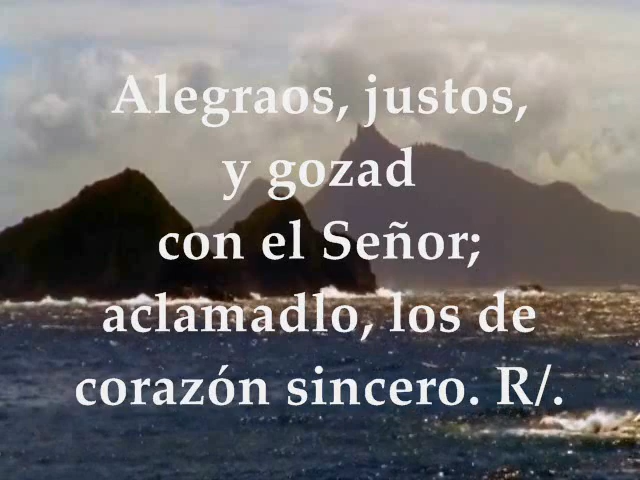 Alegraos, justos,
y gozad
con el Señor;
aclamadlo, los de
corazón sincero. R/.